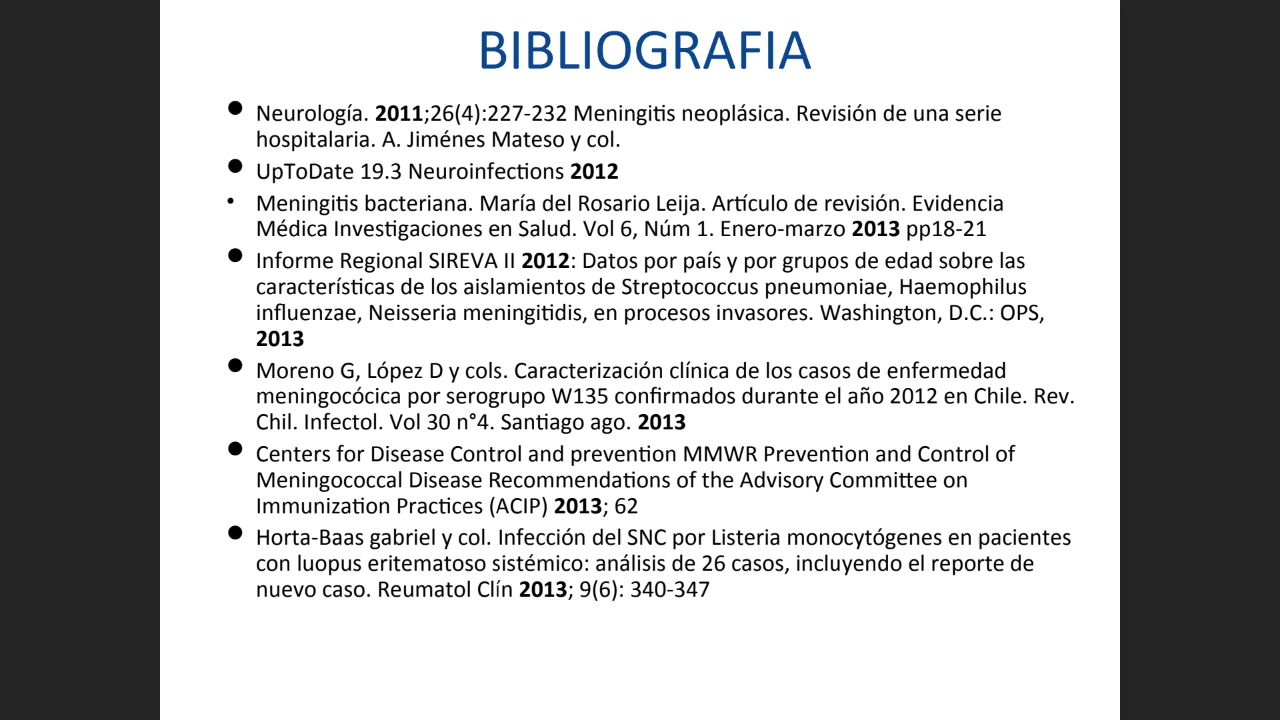 BIBLIOGRAFIA
● Neurología. 2011;26(4):227-232 Meningitis neoplásica. Revisión de una serie
hospitalaria. A. Jiménes Mateso y col.
● UpToDate 19.3 Neuroinfections 2012
• Meningitis bacteriana. María del Rosario Leija. Artículo de revisión. Evidencia
Médica Investigaciones en Salud. Vol 6, Núm 1. Enero-marzo 2013 pp18-21
● Informe Regional SIREVA II 2012: Datos por país y por grupos de edad sobre las
características de los aislamientos de Streptococcus pneumoniae, Haemophilus
influenzae, Neisseria meningitidis, en procesos invasores. Washington, D.C.: OPS,
2013
● Moreno G, López D y cols. Caracterización clínica de los casos de enfermedad
meningocócica por serogrupo W135 confirmados durante el año 2012 en Chile. Rev.
Chil. Infectol. Vol 30 n°4. Santiago ago. 2013
● Centers for Disease Control and prevention MMWR Prevention and Control of
Meningococcal Disease Recommendations of the Advisory Committee on
Immunization Practices (ACIP) 2013; 62
● Horta-Baas gabriel y col. Infección del SNC por Listeria monocytógenes en pacientes
con luopus eritematoso sistémico: análisis de 26 casos, incluyendo el reporte de
nuevo caso. Reumatol Clín 2013; 9(6): 340-347